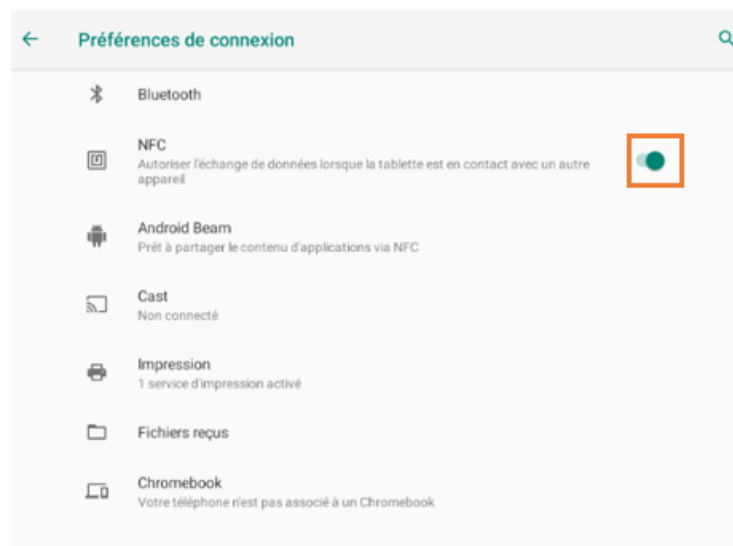 Préférences de connexion
Bluetooth
NFC
Autoriser l'échange de données lorsque la tablette est en contact avec un autre
appareil
Android Beam
Prêt à partager le contenu d'applications via NFC
Cast
Non connecté
Impression
1 service d'impression activé
Fichiers reçus
Chromebook
Votre téléphone n'est pas associé à un Chromebook